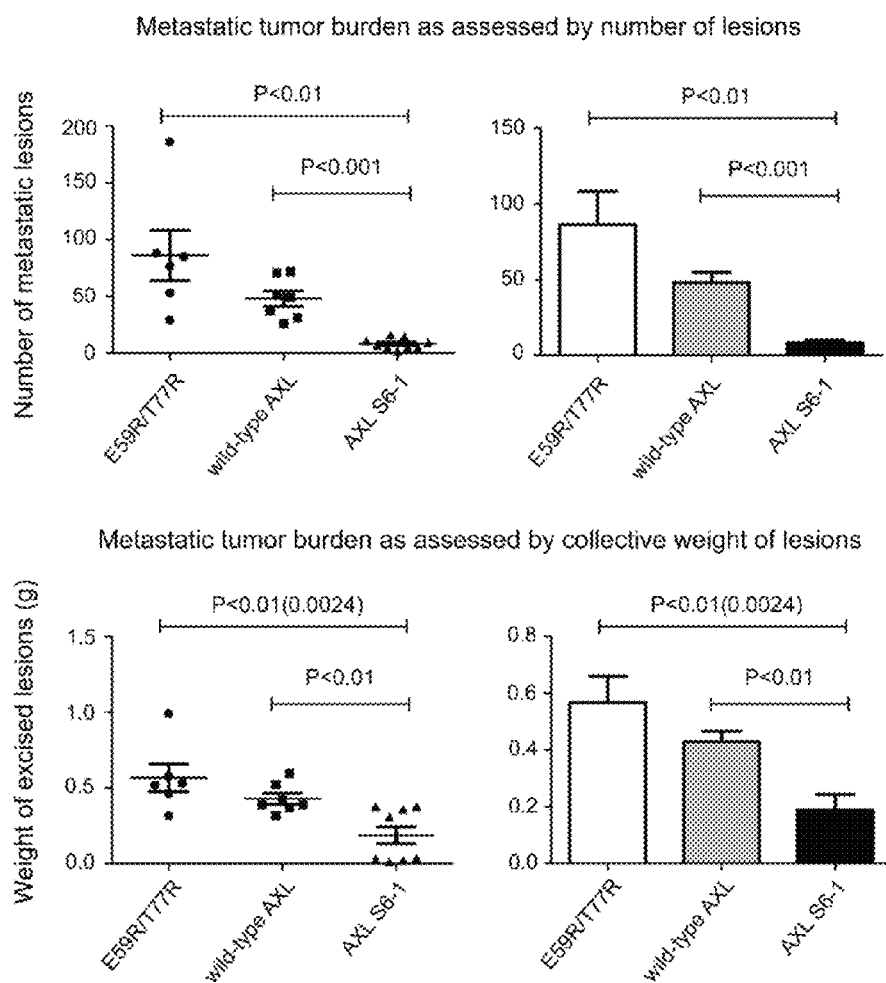 Metastatic tumor burden as assessed by number of lesions
Number of metastatic lesions
P<0.01
P<0.001
200
150
100
50
0
E59R/T77R
wild-type AXL
AXL S6-1
P<0.01
P<0.001
150
100
50
0
E59R/T77R
wild-type AXL
AXL S6-1
Metastatic tumor burden as assessed by collective weight of lesions
Weight of excised lesions (g)
P<0.01(0.0024)
P<0.01
1.5
1.0
0.5
0.0
E59R/T77R
wild-type AXL
AXL S6-1
P<0.01(0.0024)
P<0.01
0.8
0.6
0.4
0.2
0.0
E59R/T77R
wild-type AXL
AXL S6-1